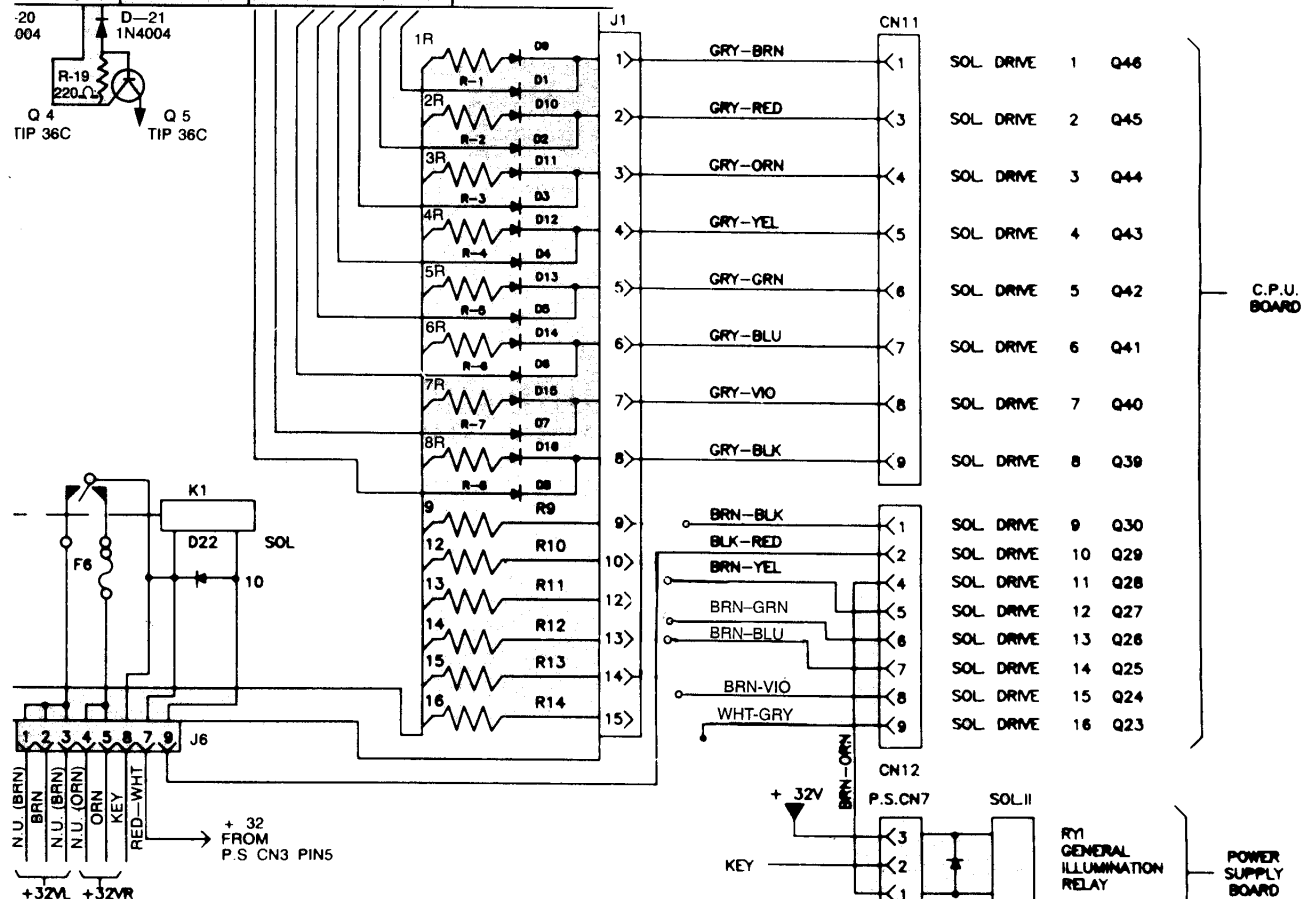 -20
004
D—21
1N4004
R-19
220Ω
Q 4
TIP 36C
Q 5
TIP 36C
J1
CN11
1R
R-1
D9
D1
1
GRY-BRN
1
SOL DRIVE 1 Q46
2R
R-2
D10
D2
2
GRY-RED
3
SOL DRIVE 2 Q45
3R
R-3
D11
D3
3
GRY-ORN
4
SOL DRIVE 3 Q44
4R
R-4
D12
D4
4
GRY-YEL
5
SOL DRIVE 4 Q43
5R
R-5
D13
D5
5
GRY-GRN
6
SOL DRIVE 5 Q42
6R
R-6
D14
D6
6
GRY-BLU
7
SOL DRIVE 6 Q41
7R
R-7
D15
D7
7
GRY-VIO
8
SOL DRIVE 7 Q40
8R
D16
D8
8
GRY-BLK
9
SOL DRIVE 8 Q39
C.P.U.
BOARD
9
R9
9
BRN-BLK
1
SOL DRIVE 9 Q30
12
R10
10
BLK-RED
2
SOL DRIVE 10 Q29
13
R11
12
BRN-YEL
4
SOL DRIVE 11 Q28
5
SOL DRIVE 12 Q27
14
R12
13
BRN-GRN
6
SOL DRIVE 13 Q26
15
R13
14
BRN-BLU
7
SOL DRIVE 14 Q25
BRN-VIO
8
SOL DRIVE 15 Q24
16
R14
15
WHT-GRY
9
SOL DRIVE 16 Q23
CN12
BRN-ORN
K1
D22
SOL
10
F6
1 2 3 4 5 8 7 9
J6
N.U. (BRN)
BRN
N.U. (BRN)
N.U. (ORN)
ORN
KEY
RED—WHT
+ 32
FROM
P.S CN3 PIN5
+32VL
+32VR
+ 32V
P.S.CN7
SOL.II
3
KEY
2
1
RY1
GENERAL
ILLUMINATION
RELAY
POWER
SUPPLY
BOARD